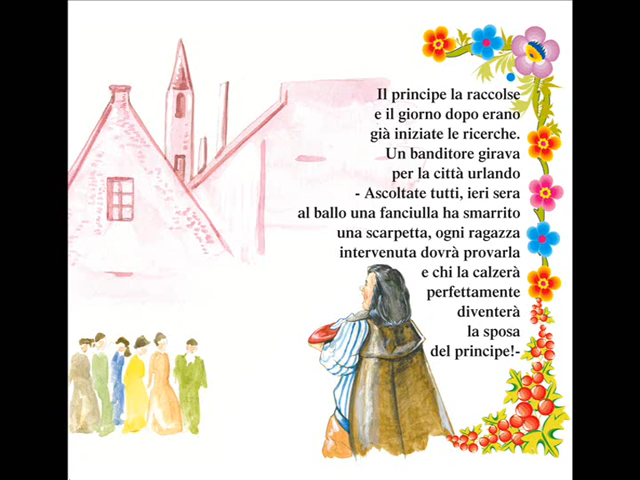 Il principe la raccolse
e il giorno dopo erano
già iniziate le ricerche.
Un banditore girava
per la città urlando
- Ascoltate tutti, ieri sera
al ballo una fanciulla ha smarrito
una scarpetta, ogni ragazza
intervenuta dovrà provarla
e chi la calzerà
perfettamente
diventerà
la sposa
del principe!-